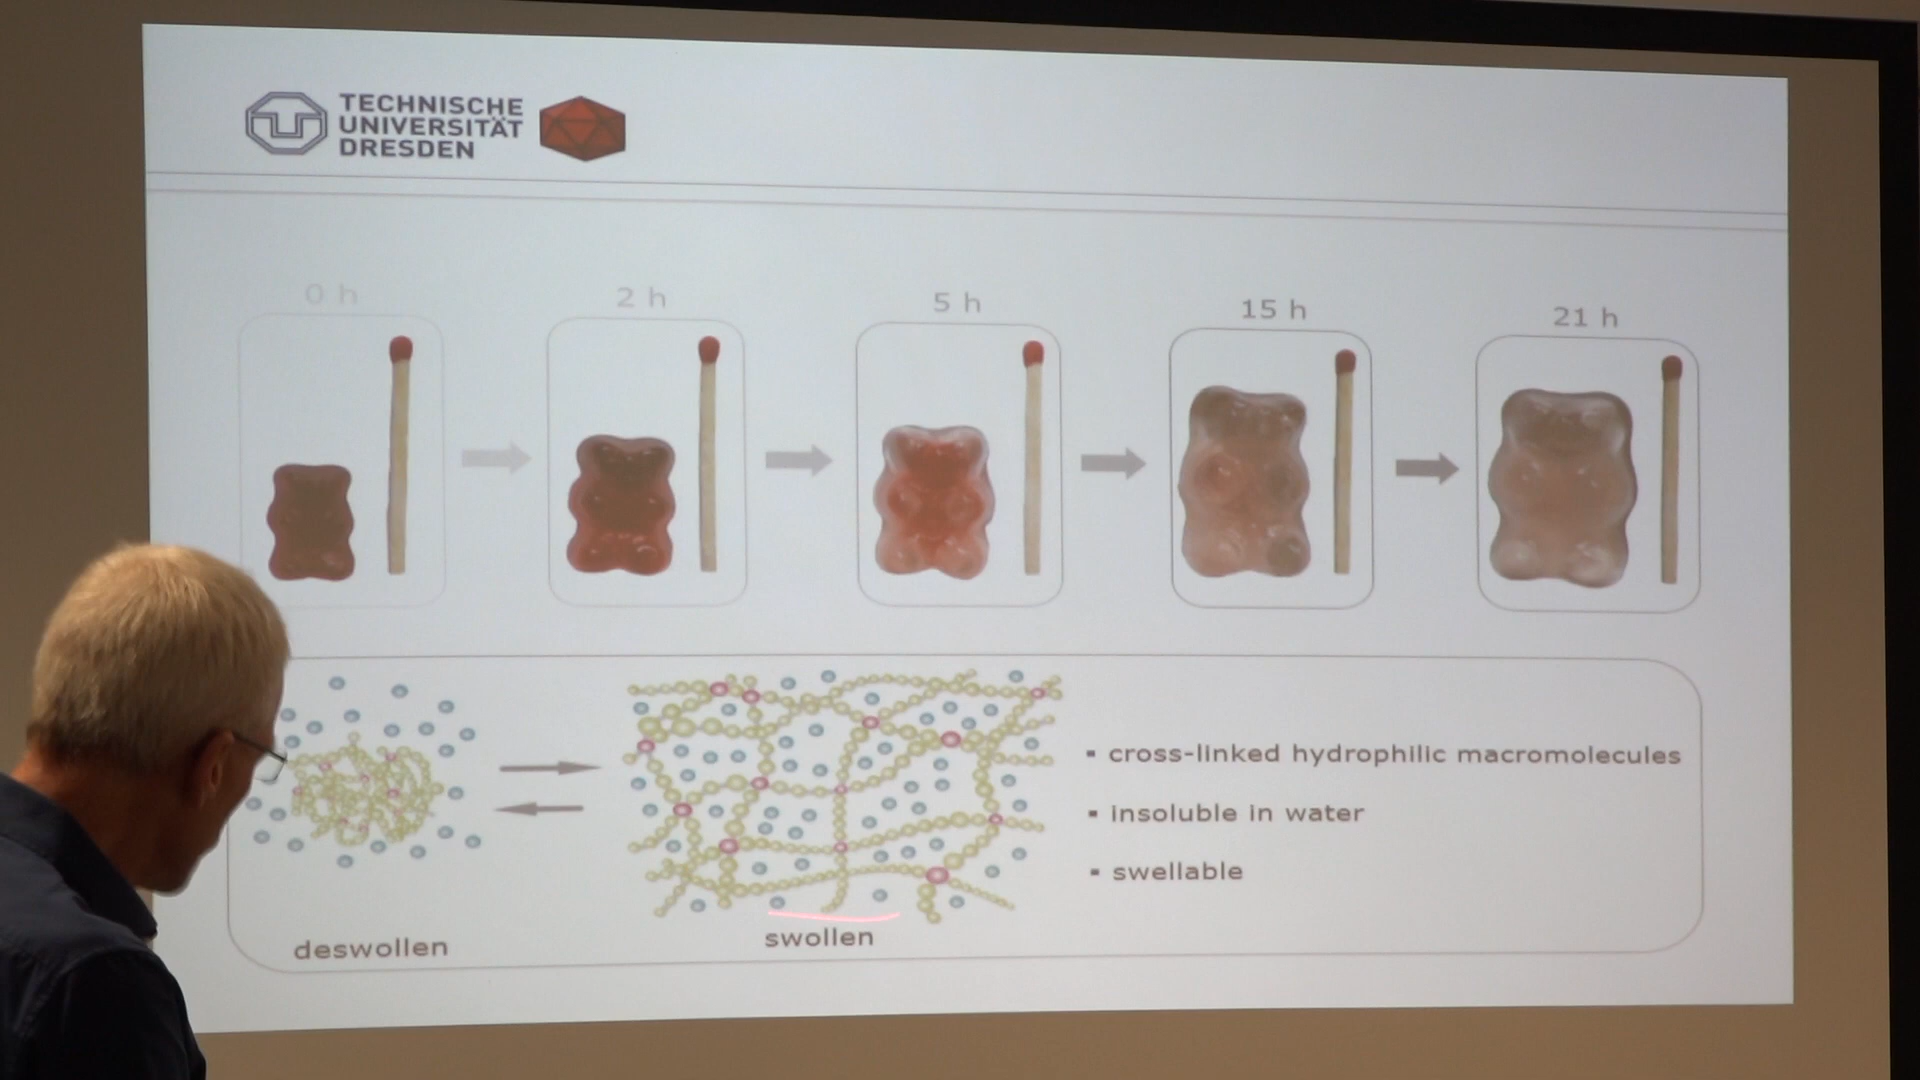 TECHNISCHE
UNIVERSITÄT
DRESDEN
0 h
2 h
5 h
15 h
21 h
▪ cross-linked hydrophilic macromolecules
▪ insoluble in water
▪ swellable
deswollen
swollen